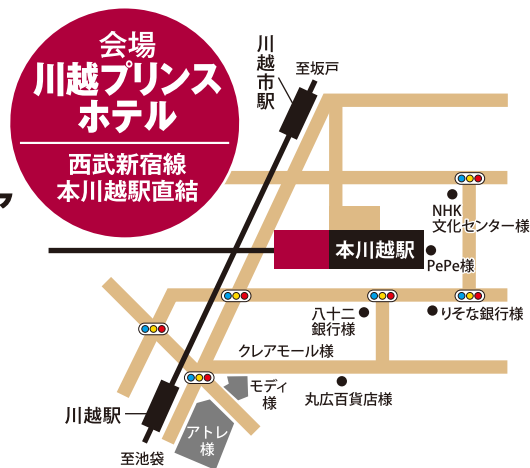 会場
川越プリンス
ホテル
西武新宿線
本川越駅直結
川越市駅
至坂戸
NHK
文化センター様
本川越駅
PePe様
八十二
銀行様
りそな銀行様
クレアモール様
モディ
様
丸広百貨店様
川越駅
アトレ
様
至池袋